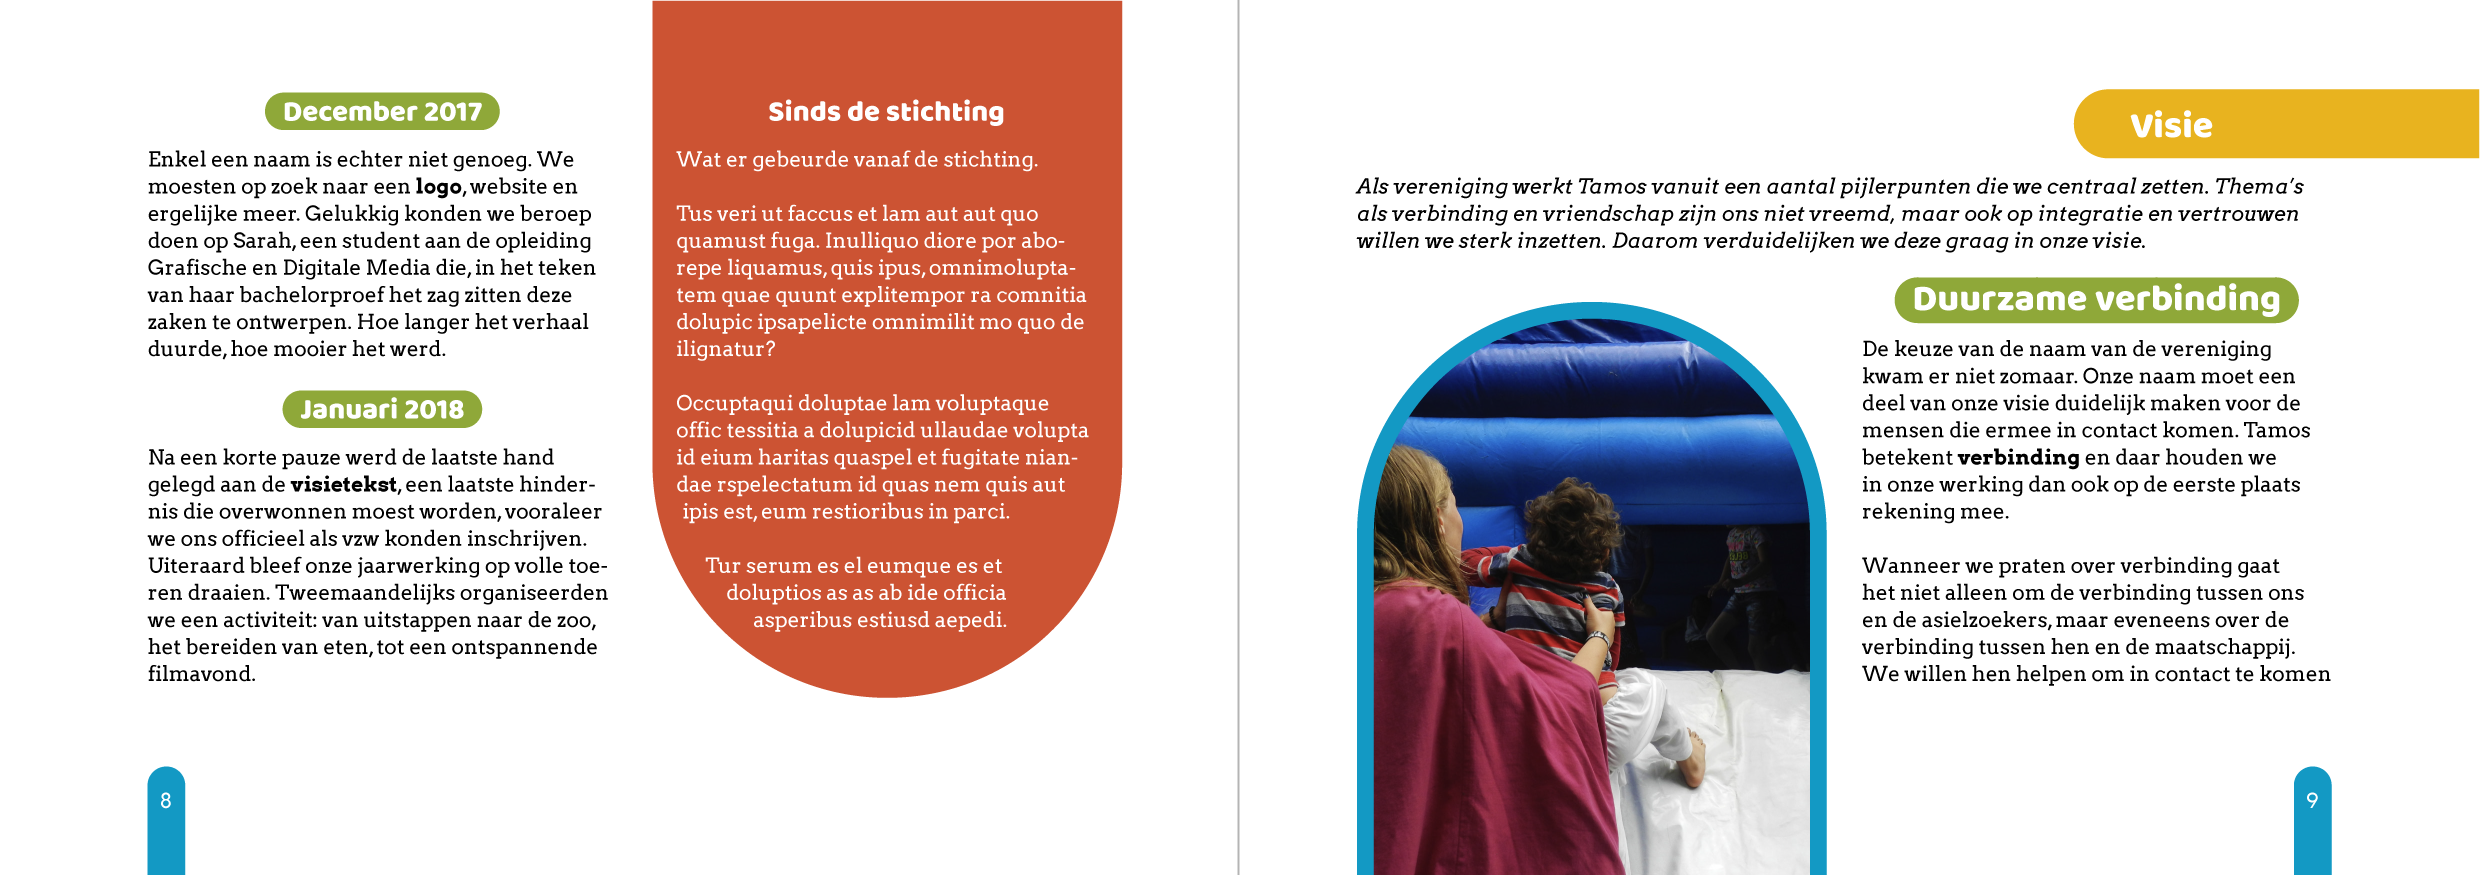 December 2017
Enkel een naam is echter niet genoeg. We
moesten op zoek naar een logo, website en
ergelijke meer. Gelukkig konden we beroep
doen op Sarah, een student aan de opleiding
Grafische en Digitale Media die, in het teken
van haar bachelorproef het zag zitten deze
zaken te ontwerpen. Hoe langer het verhaal
duurde, hoe mooier het werd.
Januari 2018
Na een korte pauze werd de laatste hand
gelegd aan de visietekst, een laatste hinder-
nis die overwonnen moest worden, vooraleer
we ons officieel als vzw konden inschrijven.
Uiteraard bleef onze jaarwerking op volle toe-
ren draaien. Tweemaandelijks organiseerden
we een activiteit: van uitstappen naar de zoo,
het bereiden van eten, tot een ontspannende
filmavond.
8
Sinds de stichting
Wat er gebeurde vanaf de stichting.
Tus veri ut faccus et lam aut aut quo
quamust fuga. Inulliquo diore por abo-
repe liquamus, quis ipus, omnimolupta-
tem quae quunt explitempor ra comnitia
dolupic ipsapelicte omnimilit mo quo de
ilignatur?
Occuptaqui doluptae lam voluptaque
offic tessitia a dolupicid ullaudae volupta
id eium haritas quaspel et fugitate nian-
dae rspelectatum id quas nem quis aut
ipis est, eum restioribus in parci.
Tur serum es el eumque es et
doluptios as as ab ide officia
asperibus estiusd aepedi.
Visie
Als vereniging werkt Tamos vanuit een aantal pijlerpunten die we centraal zetten. Thema's
als verbinding en vriendschap zijn ons niet vreemd, maar ook op integratie en vertrouwen
willen we sterk inzetten. Daarom verduidelijken we deze graag in onze visie.
Duurzame verbinding
De keuze van de naam van de vereniging
kwam er niet zomaar. Onze naam moet een
deel van onze visie duidelijk maken voor de
mensen die ermee in contact komen. Tamos
betekent verbinding en daar houden we
in onze werking dan ook op de eerste plaats
rekening mee.
Wanneer we praten over verbinding gaat
het niet alleen om de verbinding tussen ons
en de asielzoekers, maar eveneens over de
verbinding tussen hen en de maatschappij.
We willen hen helpen om in contact te komen
9